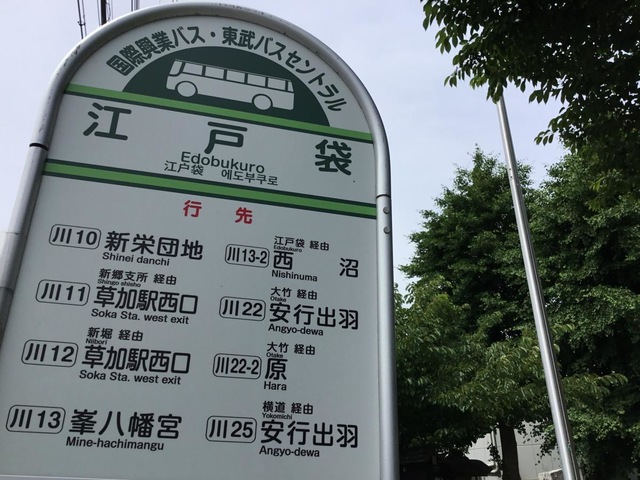 国際興業バス・東武バスセントラル
江戸袋
Edobukuro
江户袋 에도부쿠로
行先
川10 新栄団地
Shinei danchi
新郷支所 経由
Shingo shisho
川11 草加駅西口
Soka Sta. west exit
新堀 経由
Niibori
川12 草加駅西口
Soka Sta. west exit
川13 峯八幡宮
Mine-hachimangu
江戸袋 経由
Edobukuro
川13-2 西沼
Nishinuma
大竹 経由
Otake
川22 安行出羽
Angyo-dewa
大竹 経由
Otake
川22-2 原
Hara
横道 経由
Yokomichi
川25 安行出羽
Angyo-dewa